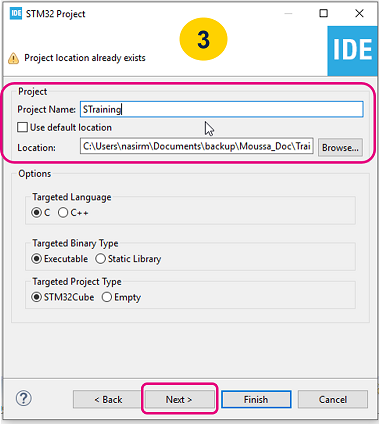 STM32 Project
3
Project location already exists
IDE
Project
Project Name: STraining
Use default location
Location: C:\Users\nasirm\Documents\backup\Moussa_Doc\Trai Browse...
Options
Targeted Language
C C++
Targeted Binary Type
Executable Static Library
Targeted Project Type
STM32Cube Empty
? < Back Next > Finish Cancel